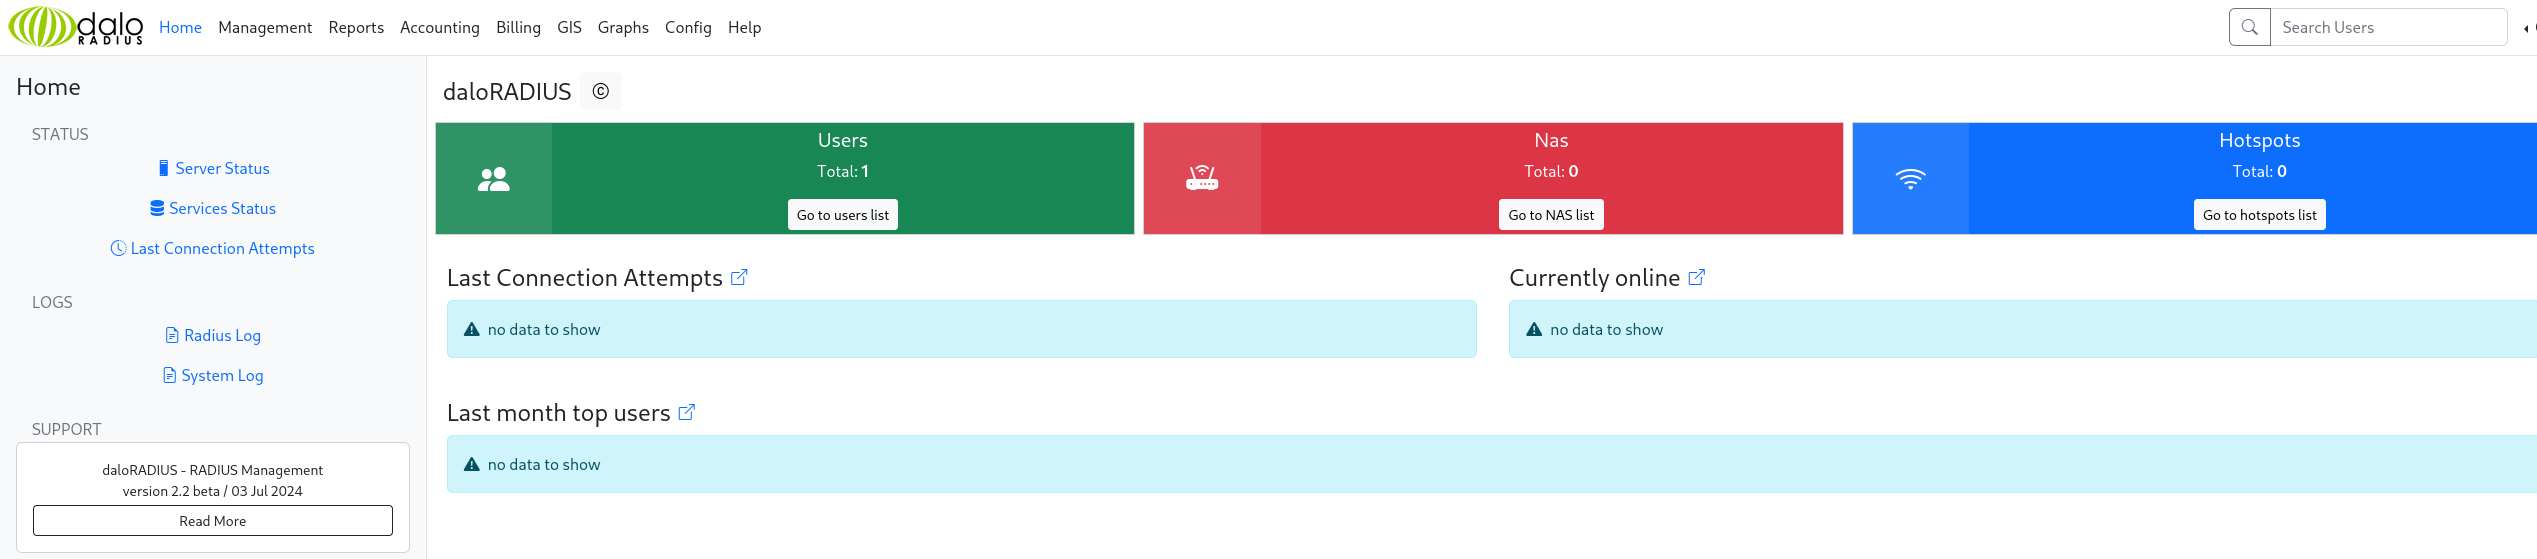 dalo
RADIUS
Home Management Reports Accounting Billing GIS Graphs Config Help
Search Users
Home
STATUS
Server Status
Services Status
Last Connection Attempts
LOGS
Radius Log
System Log
SUPPORT
daloRADIUS - RADIUS Management
version 2.2 beta / 03 Jul 2024
Read More
daloRADIUS ©
Users
Total: 1
Go to users list
Nas
Total: 0
Go to NAS list
Hotspots
Total: 0
Go to hotspots list
Last Connection Attempts
no data to show
Currently online
no data to show
Last month top users
no data to show